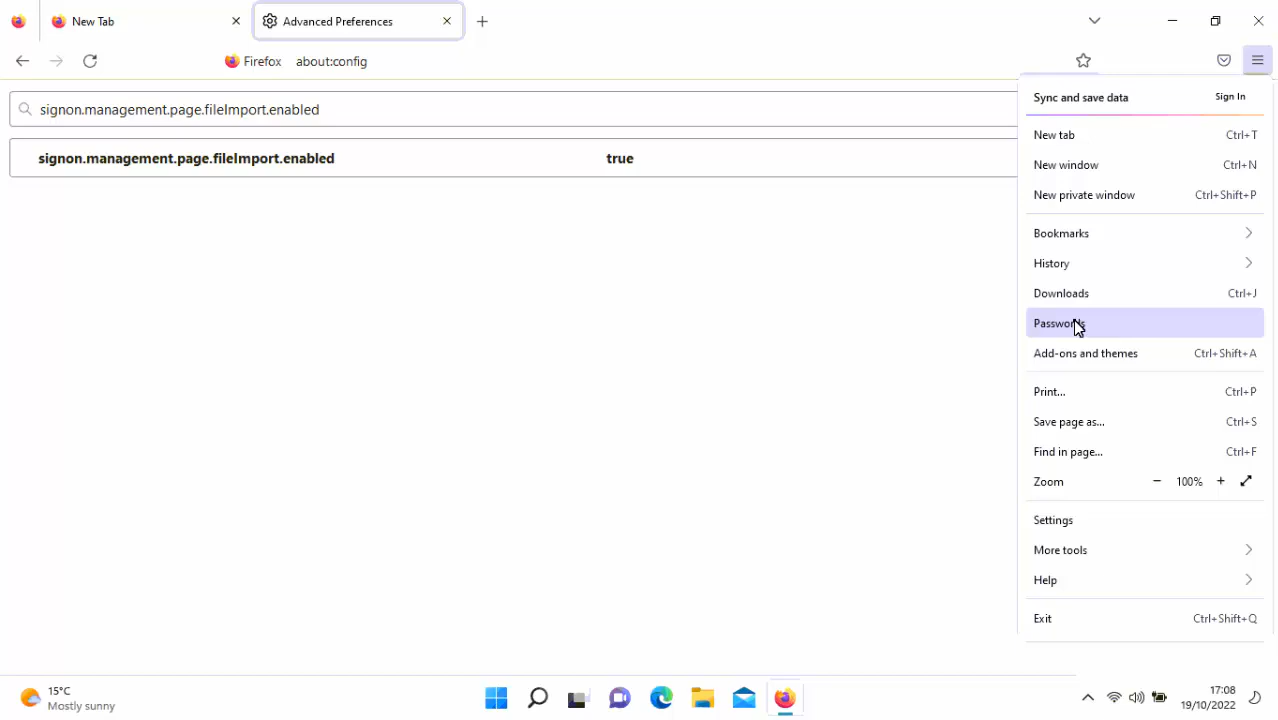 New Tab
Advanced Preferences
Firefox about:config
signon.management.page.fileImport.enabled
signon.management.page.fileImport.enabled true
Sync and save data Sign In
New tab Ctrl+T
New window Ctrl+N
New private window Ctrl+Shift+P
Bookmarks
History
Downloads Ctrl+J
Passwords
Add-ons and themes Ctrl+Shift+A
Print... Ctrl+P
Save page as... Ctrl+S
Find in page... Ctrl+F
Zoom − 100% +
Settings
More tools
Help
Exit Ctrl+Shift+Q
15°C
Mostly sunny
17:08
19/10/2022